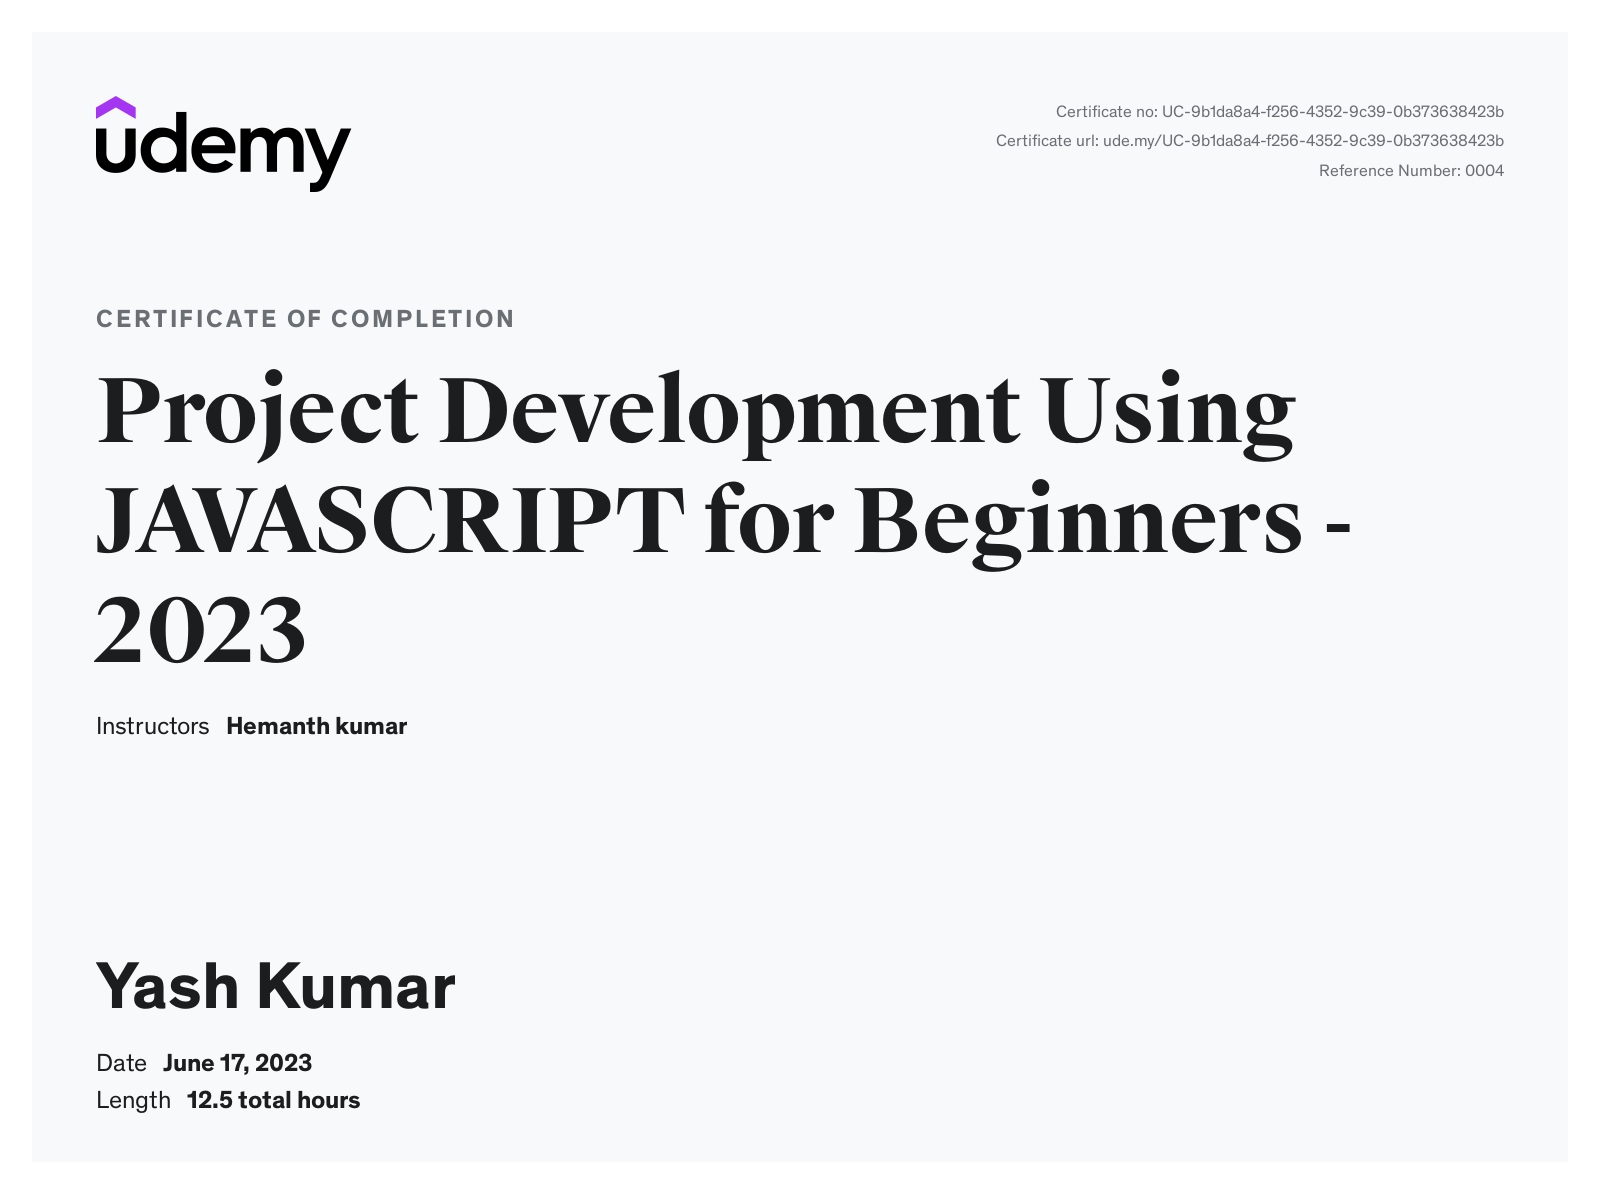 udemy
Certificate no: UC-9b1da8a4-f256-4352-9c39-0b373638423b
Certificate url: ude.my/UC-9b1da8a4-f256-4352-9c39-0b373638423b
Reference Number: 0004
CERTIFICATE OF COMPLETION
Project Development Using
JAVASCRIPT for Beginners -
2023
Instructors Hemanth kumar
Yash Kumar
Date June 17, 2023
Length 12.5 total hours